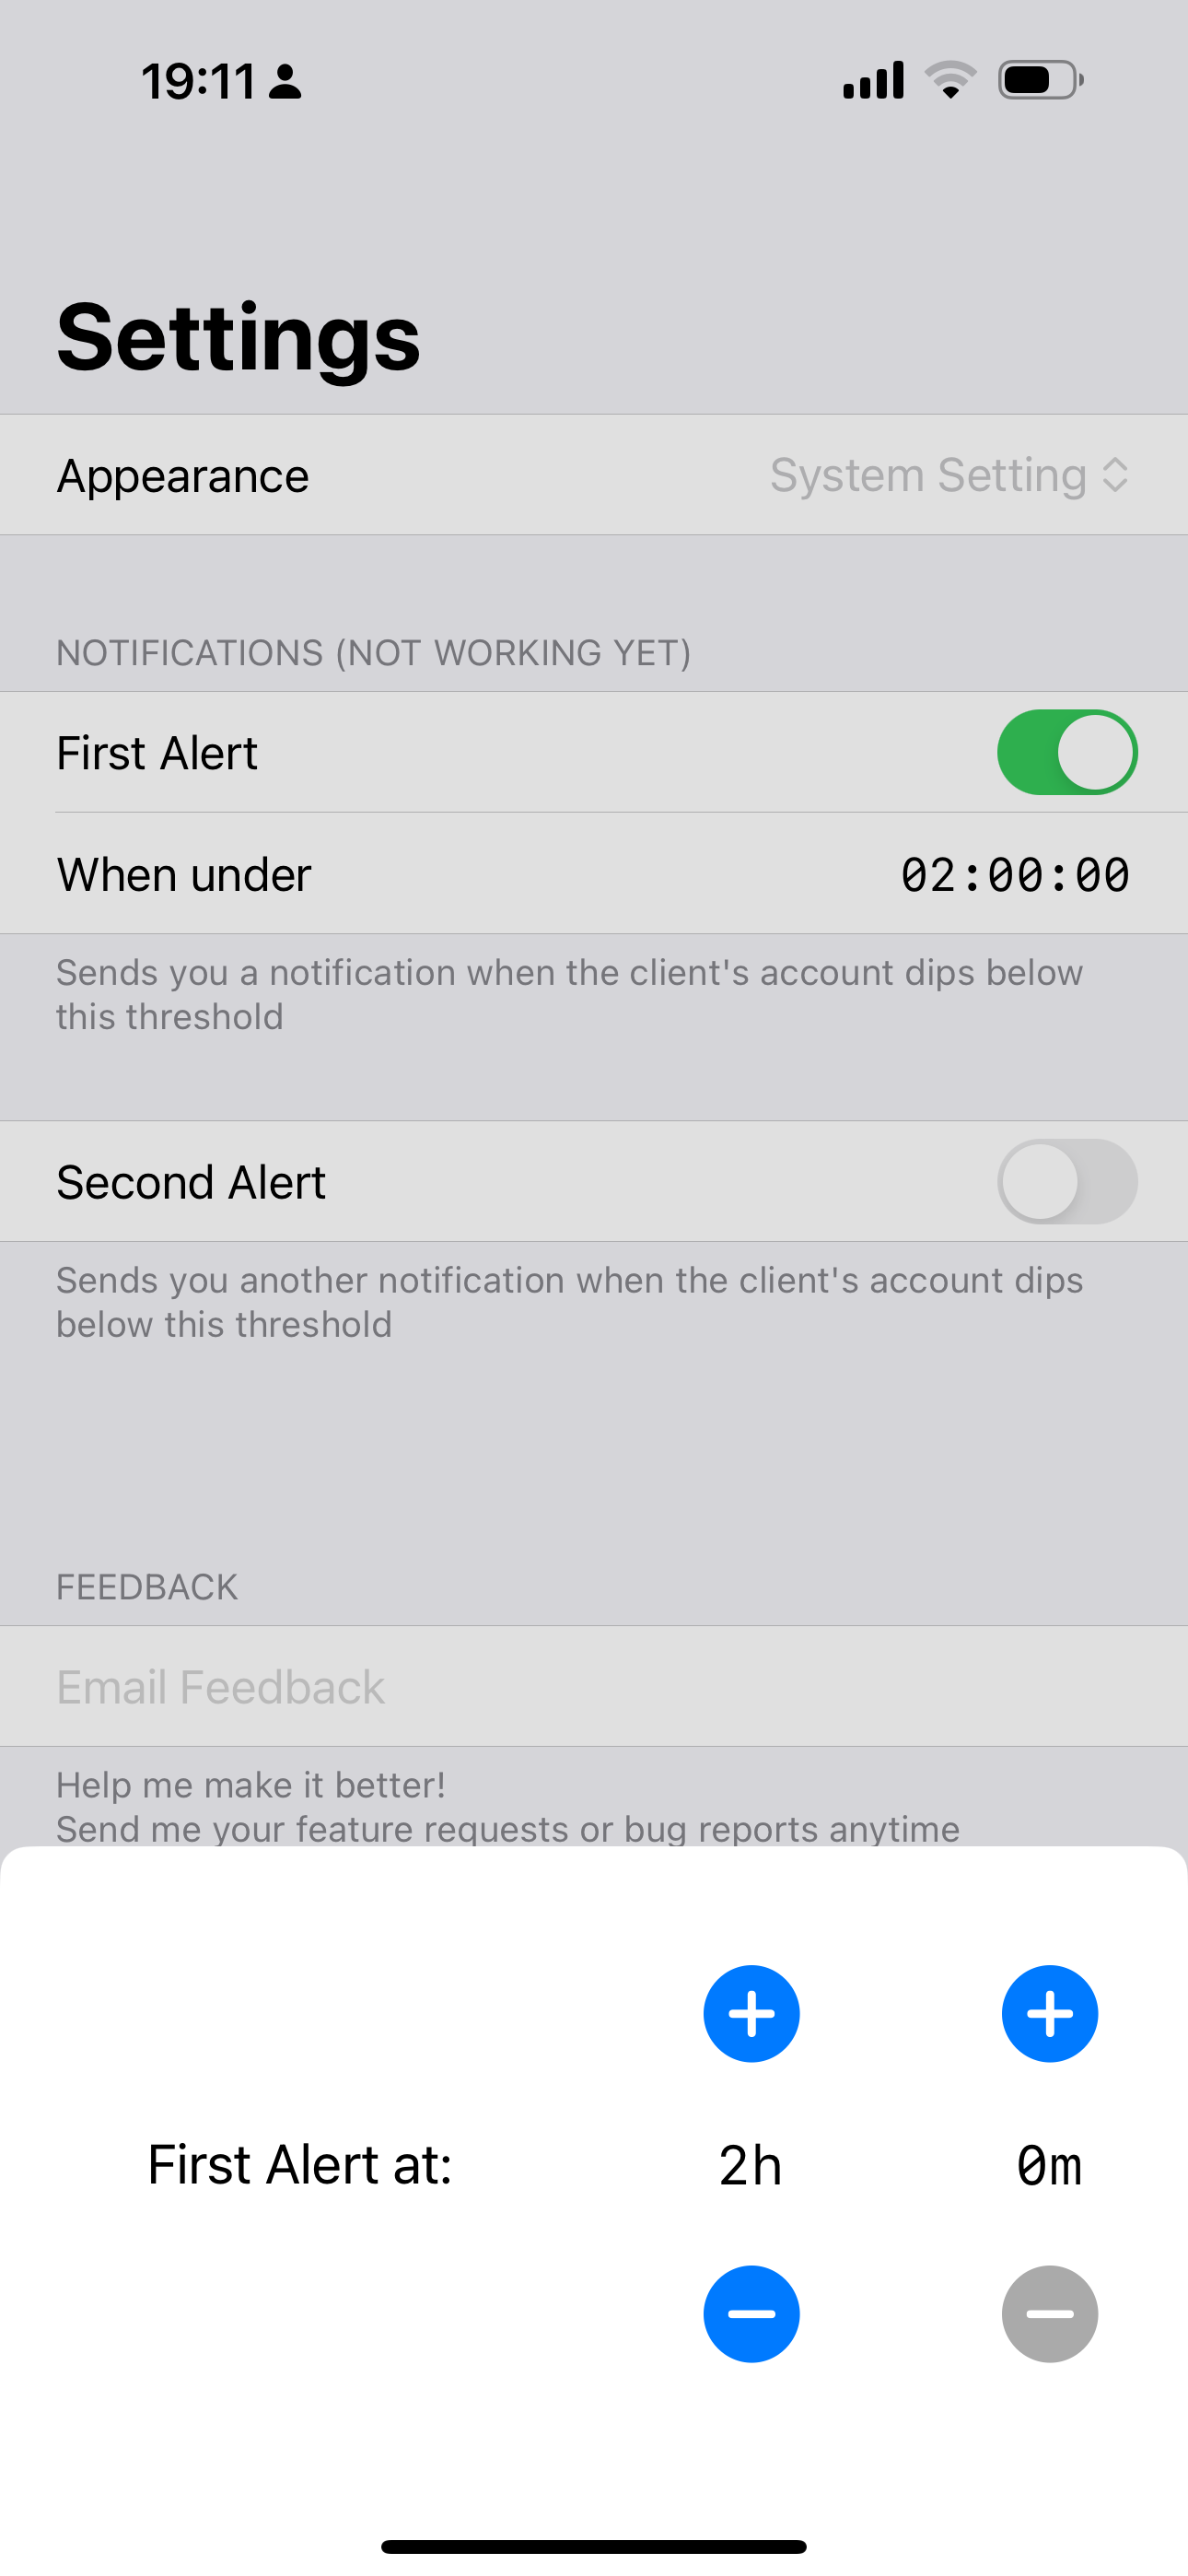 19:11
Settings
Appearance System Setting
NOTIFICATIONS (NOT WORKING YET)
First Alert
When under 02:00:00
Sends you a notification when the client's account dips below
this threshold
Second Alert
Sends you another notification when the client's account dips
below this threshold
FEEDBACK
Email Feedback
Help me make it better!
Send me your feature requests or bug reports anytime
First Alert at: 2h 0m